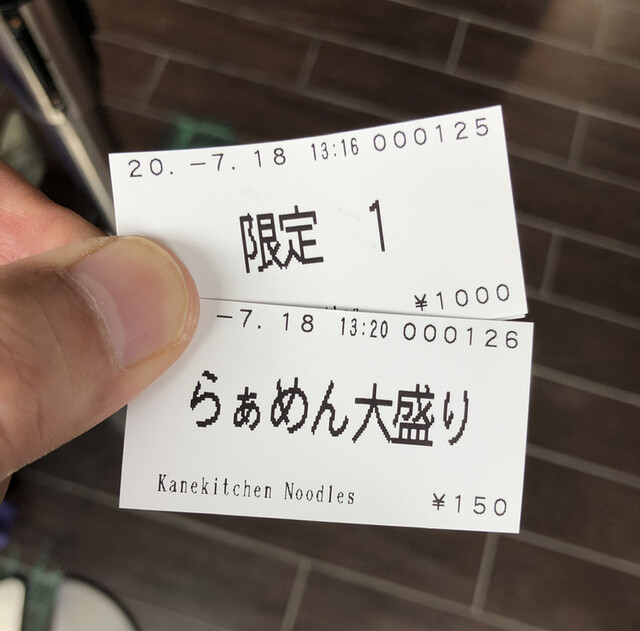 20.-7.18 13:16 000125
限定 1
¥1000
-7.18 13:20 000126
らぁめん大盛り
Kanekitchen Noodles ¥150